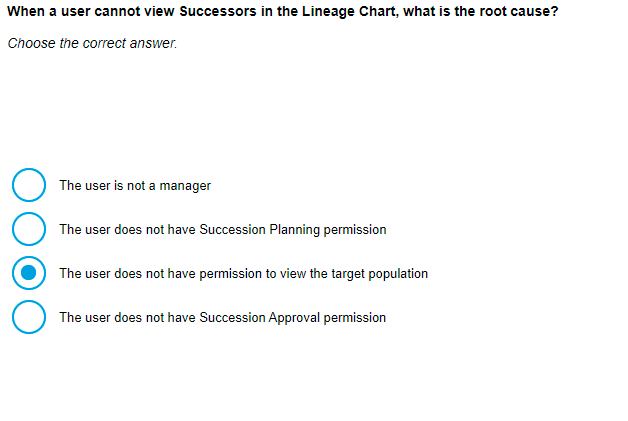 When a user cannot view Successors in the Lineage Chart, what is the root cause?
Choose the correct answer.
The user is not a manager
The user does not have Succession Planning permission
The user does not have permission to view the target population
The user does not have Succession Approval permission